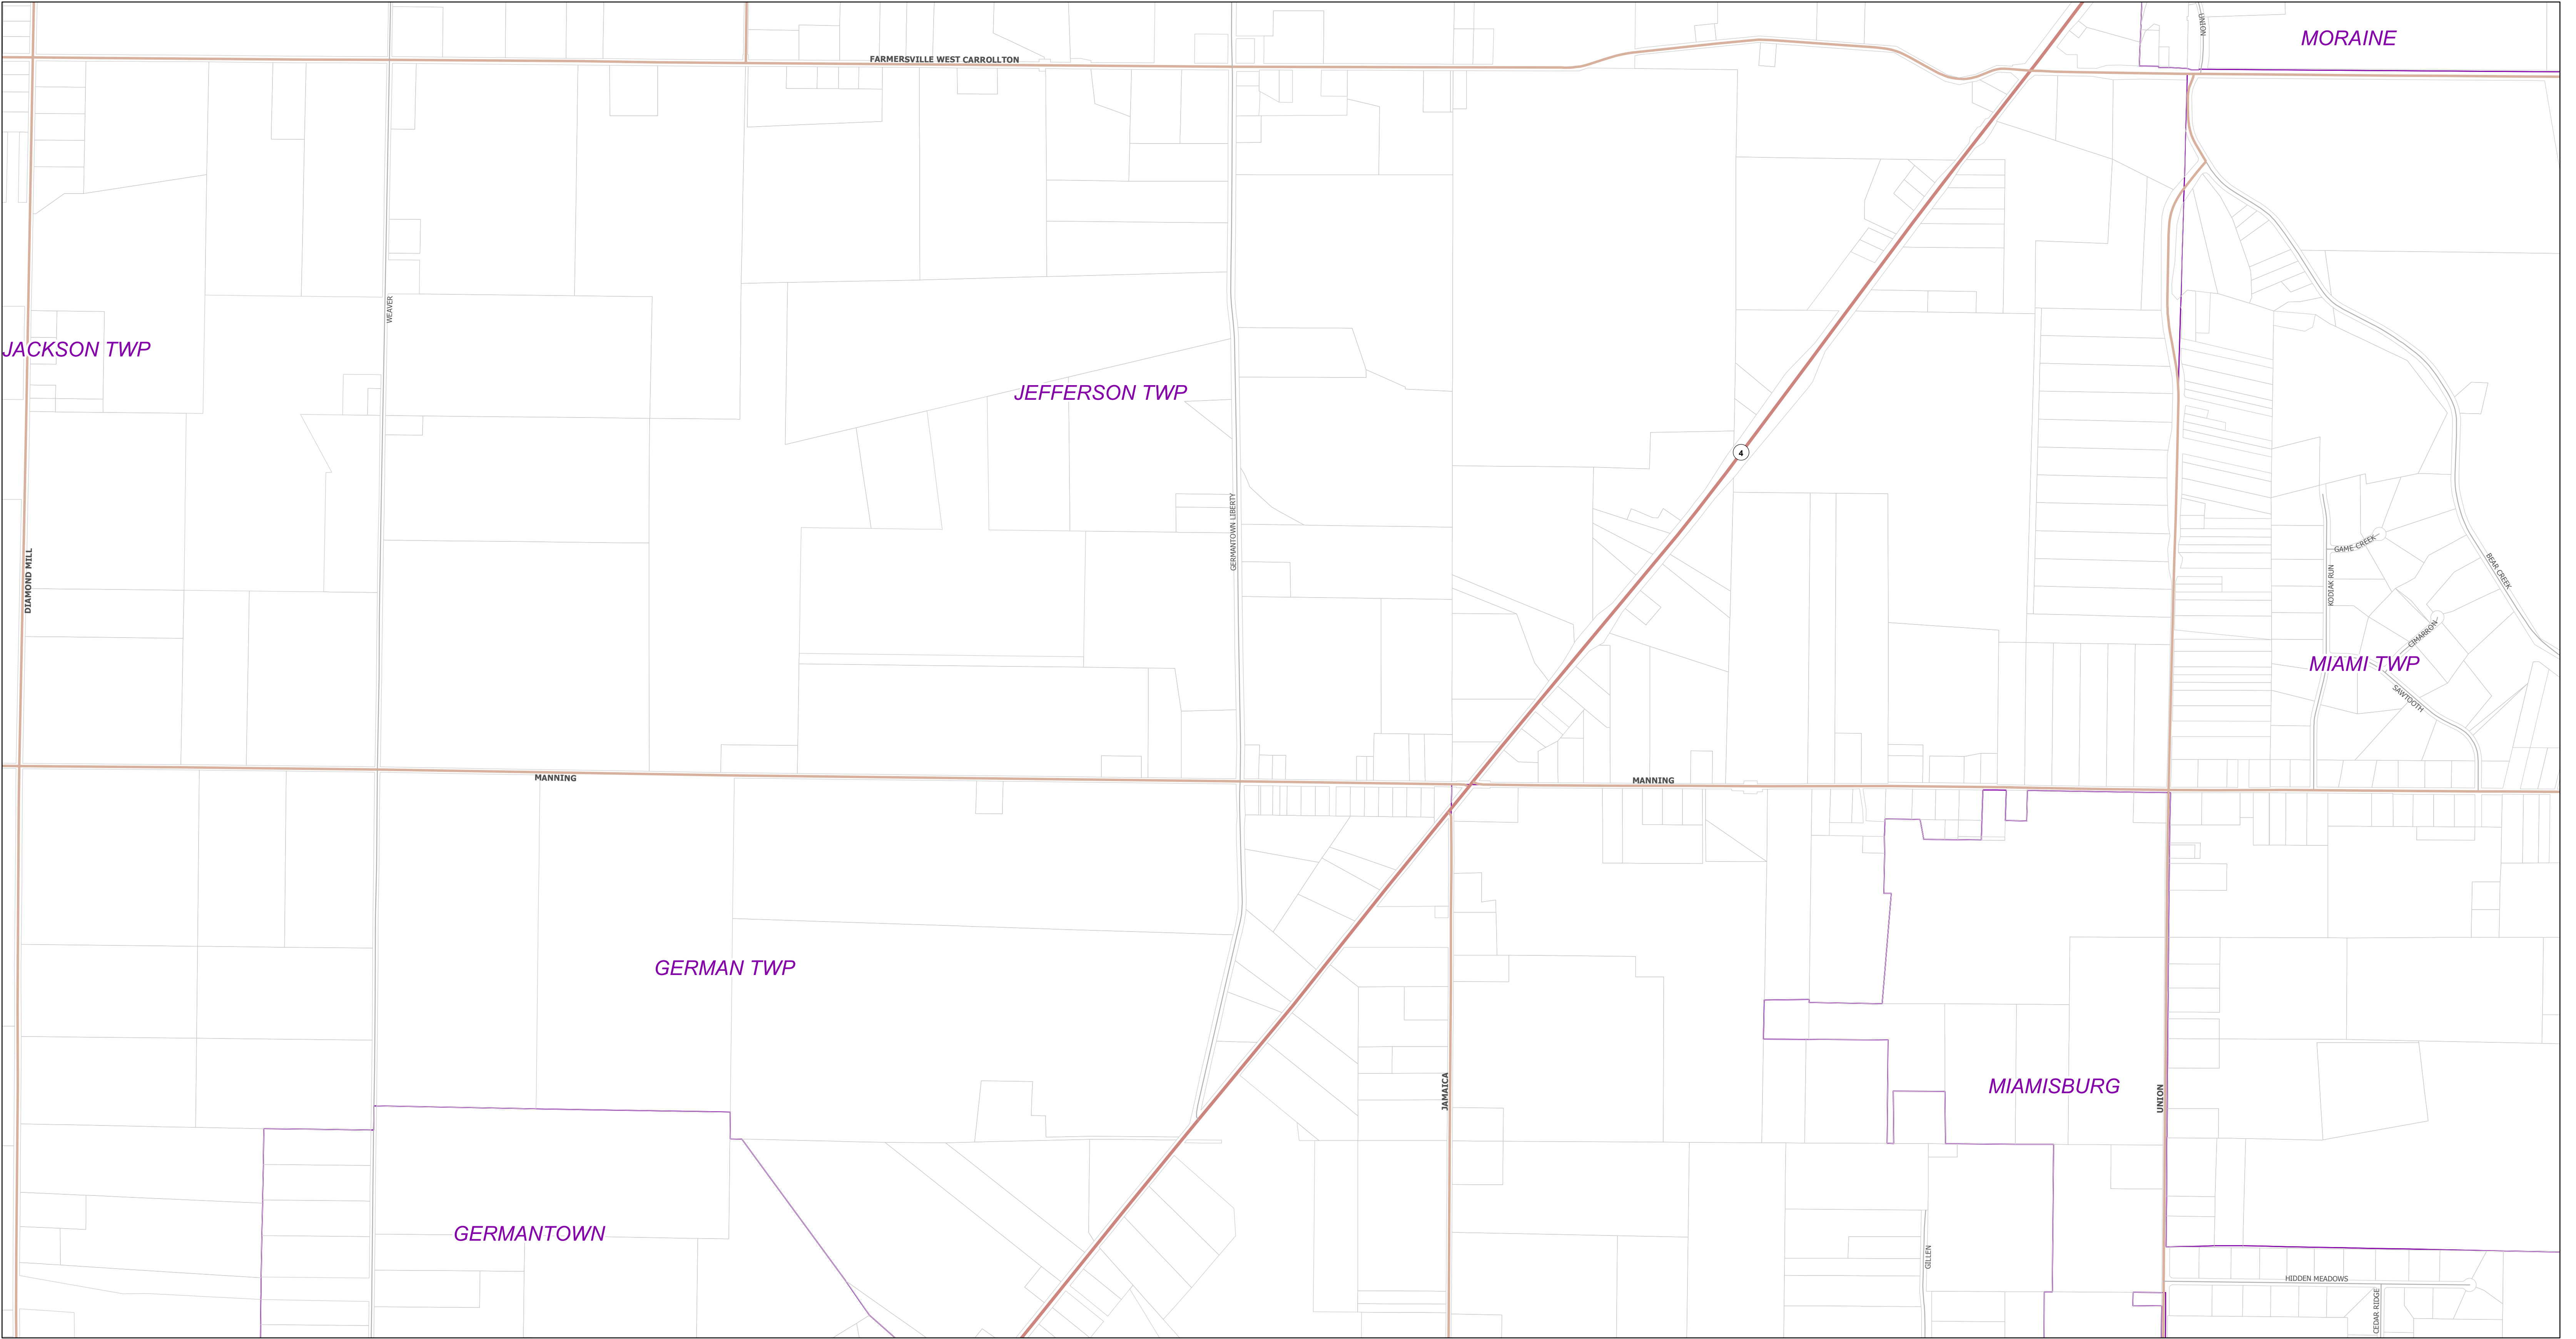 UNION
MORAINE
FARMERSVILLE WEST CARROLLTON
WEAVER
JACKSON TWP
JEFFERSON TWP
4
GERMANTOWN LIBERTY
DIAMOND MILL
GAME CREEK
KODIAK RUN
BEAR CREEK
CIMARRON
MIAMI TWP
SAWTOOTH
MANNING
MANNING
GERMAN TWP
JAMAICA
MIAMISBURG
UNION
GERMANTOWN
GILLEN
HIDDEN MEADOWS
CEDAR RIDGE